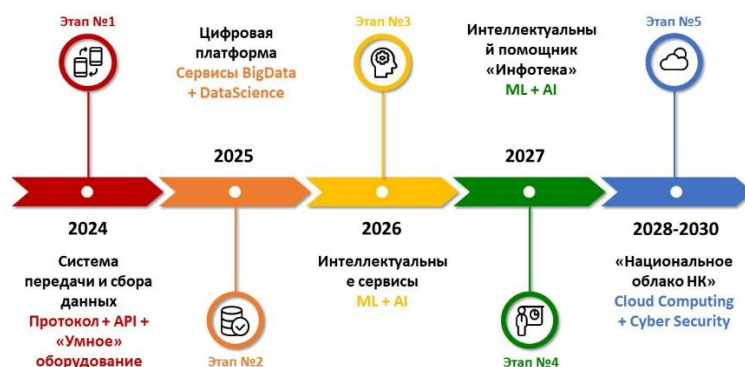 Этап №1
Цифровая
платформа
Сервисы BigData
+ DataScience
Этап №3
Интеллектуальны
й помощник
«Инфотека»
ML + AI
Этап №5
2025
2027
2024
2026
2028-2030
Система
передачи и сбора
данных
Протокол + API +
«Умное»
оборудование
Этап №2
Интеллектуальны
е сервисы
ML + AI
Этап №4
«Национальное
облако НК»
Cloud Computing
+ Cyber Security